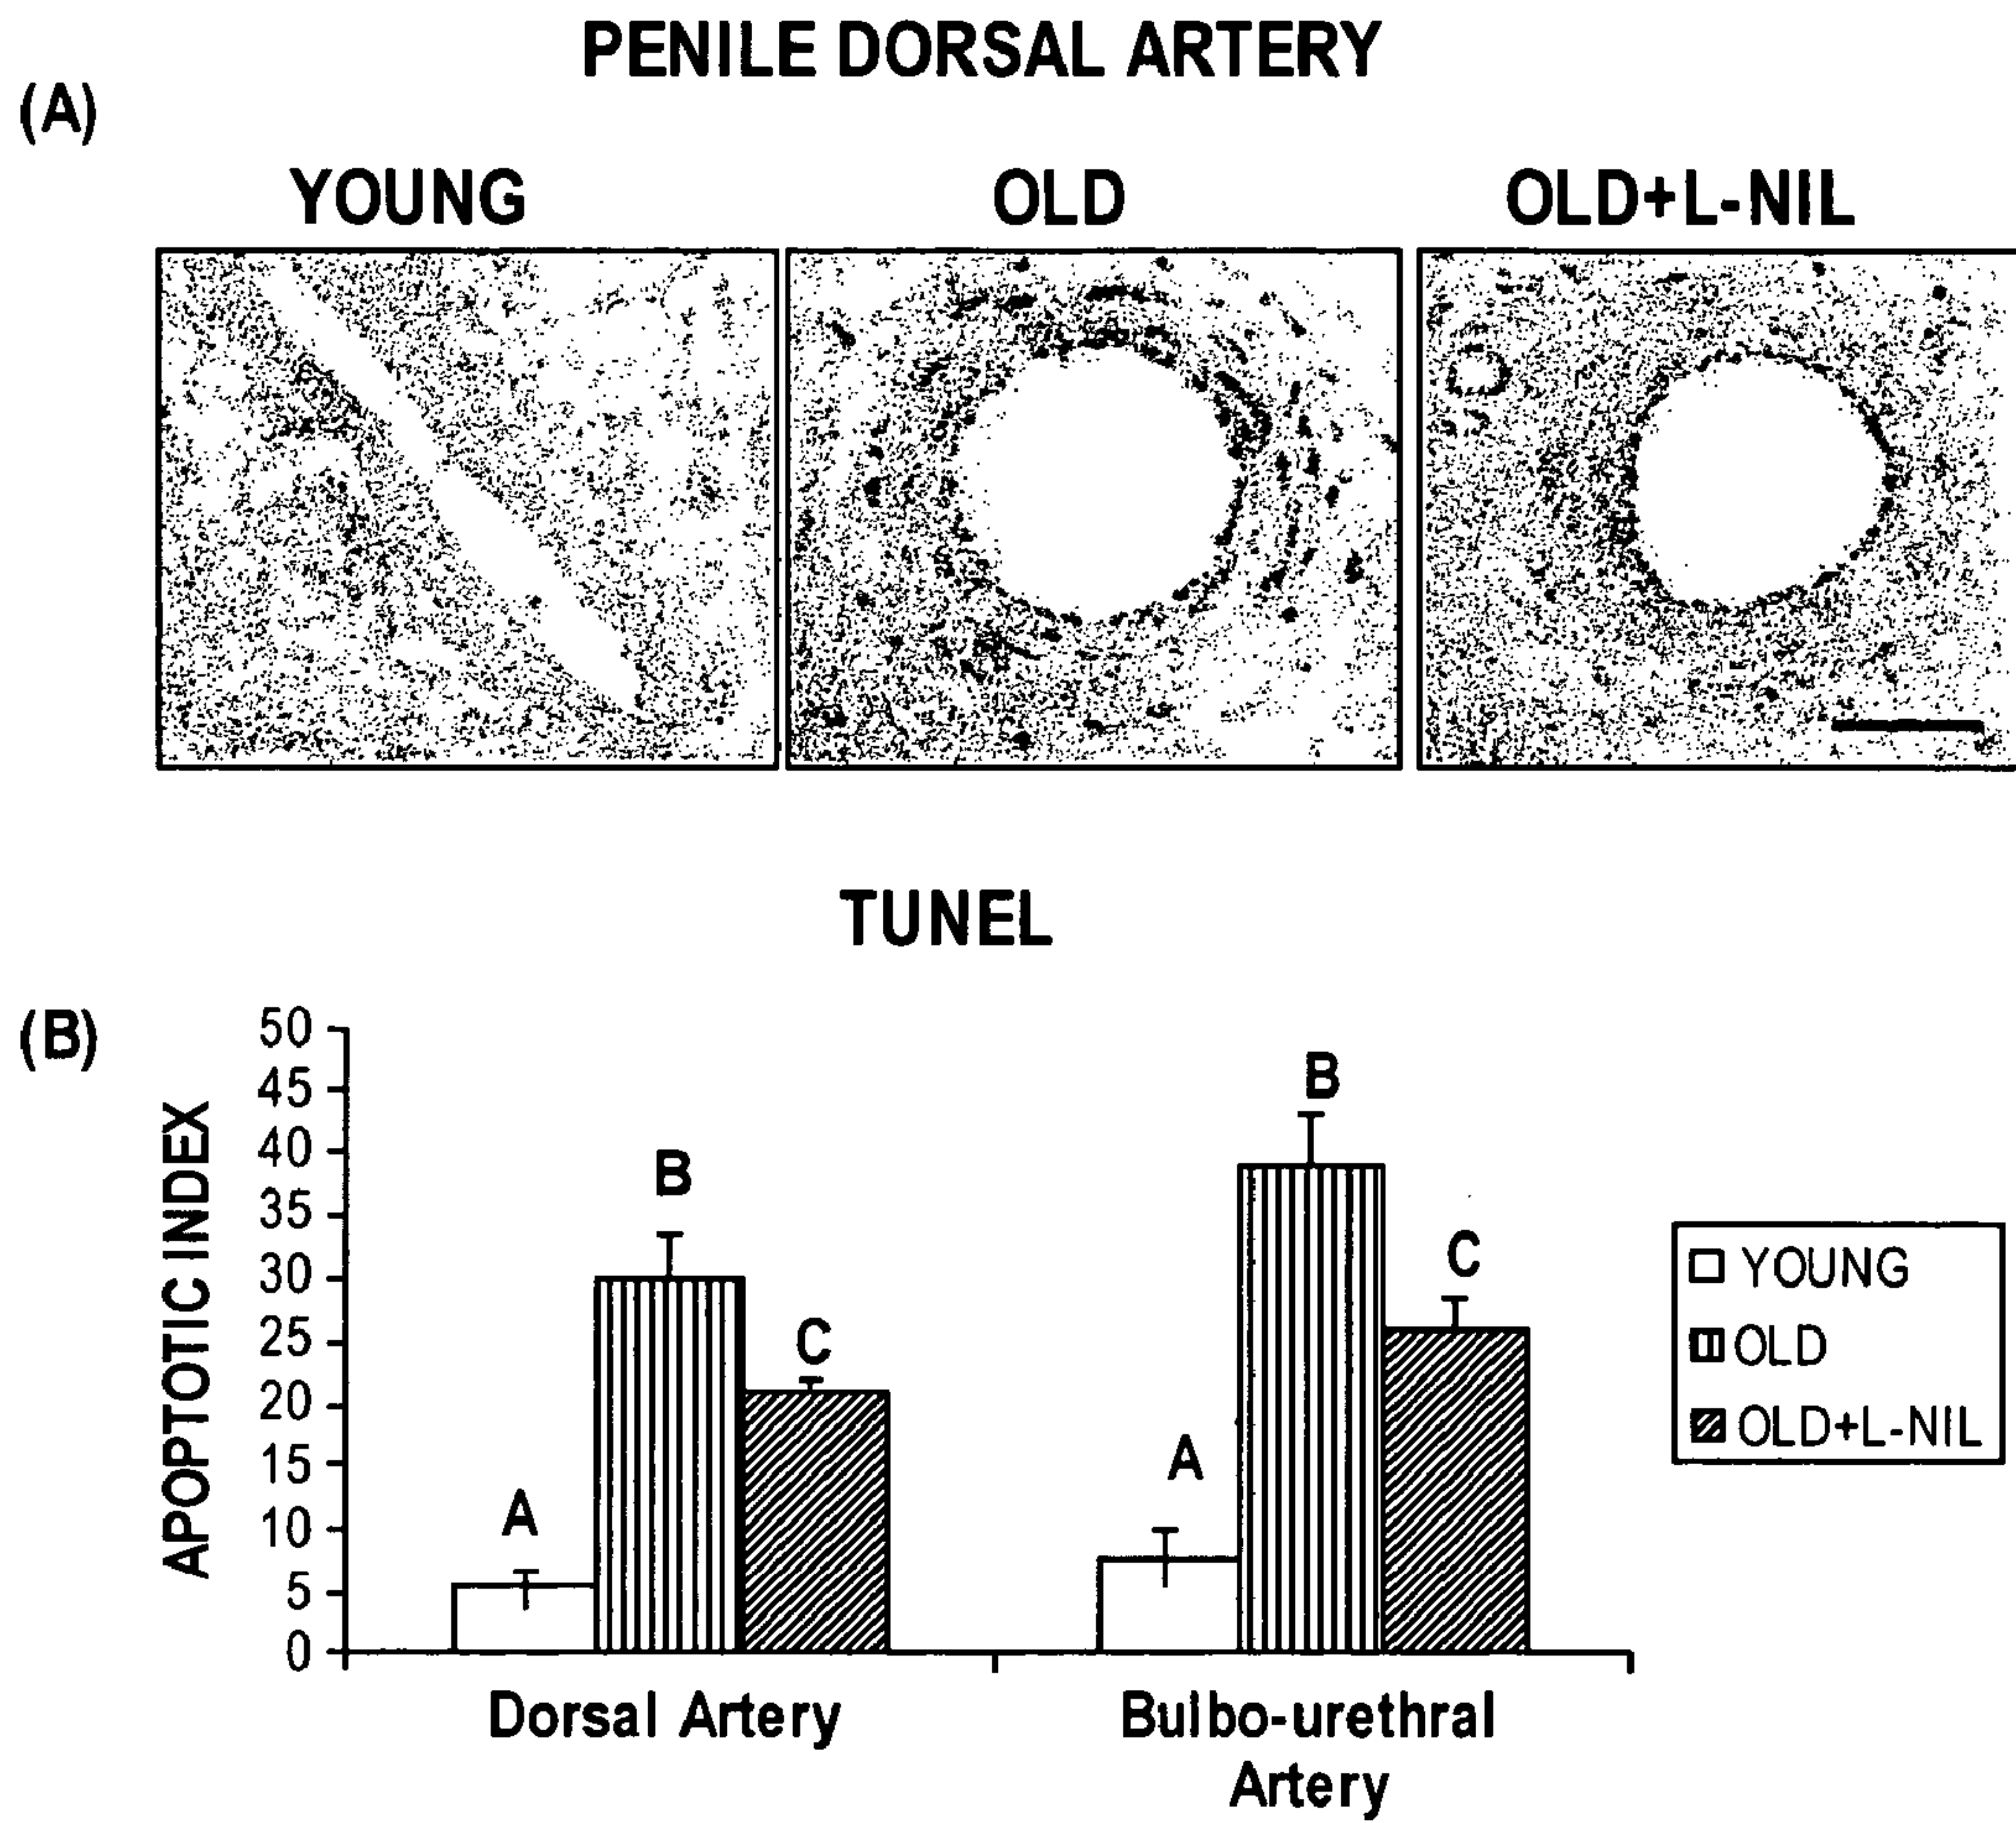 PENILE DORSAL ARTERY
(A)
YOUNG
OLD
OLD+L-NIL
TUNEL
(B)
APOPTOTIC INDEX
50
45
40
35
30
25
20
15
10
5
0
A
B
C
A
B
C
Dorsal Artery
Bulbo-urethral
Artery
YOUNG
OLD
OLD+L-NIL